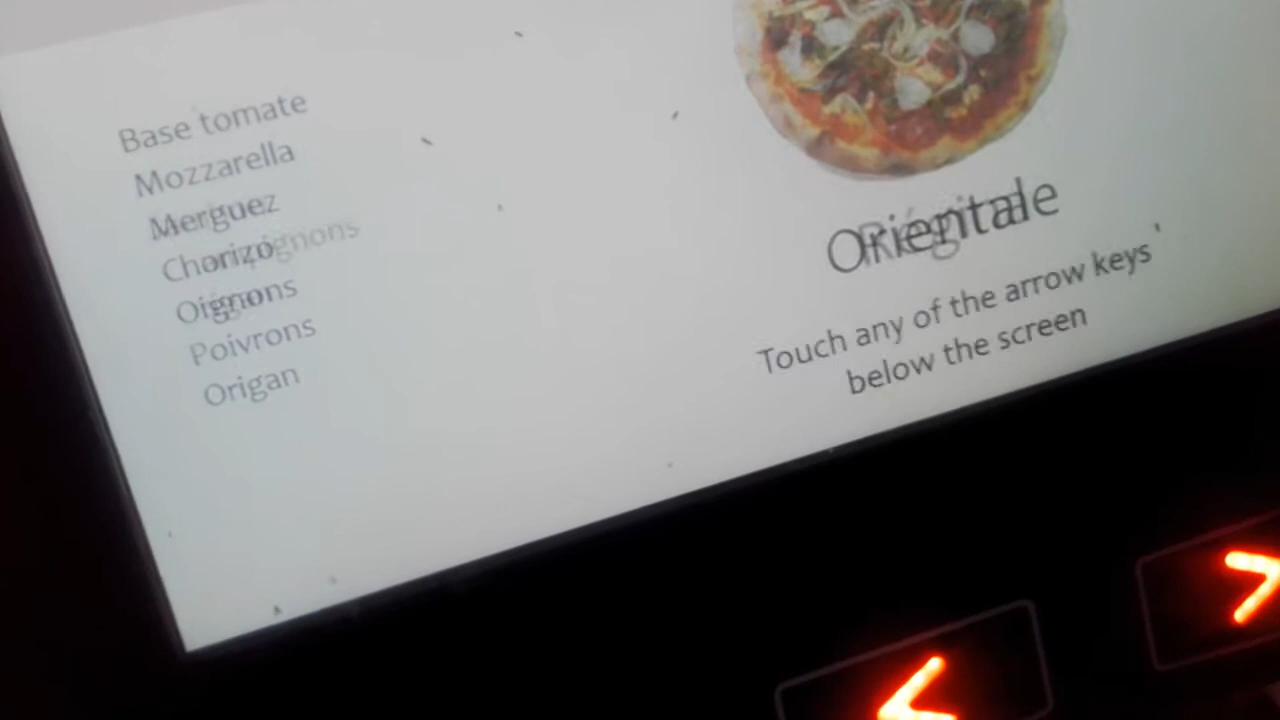 Base tomate
Mozzarella
Merguez
Chorizo
Oignons
Poivrons
Origan
Orientale
Touch any of the arrow keys
below the screen